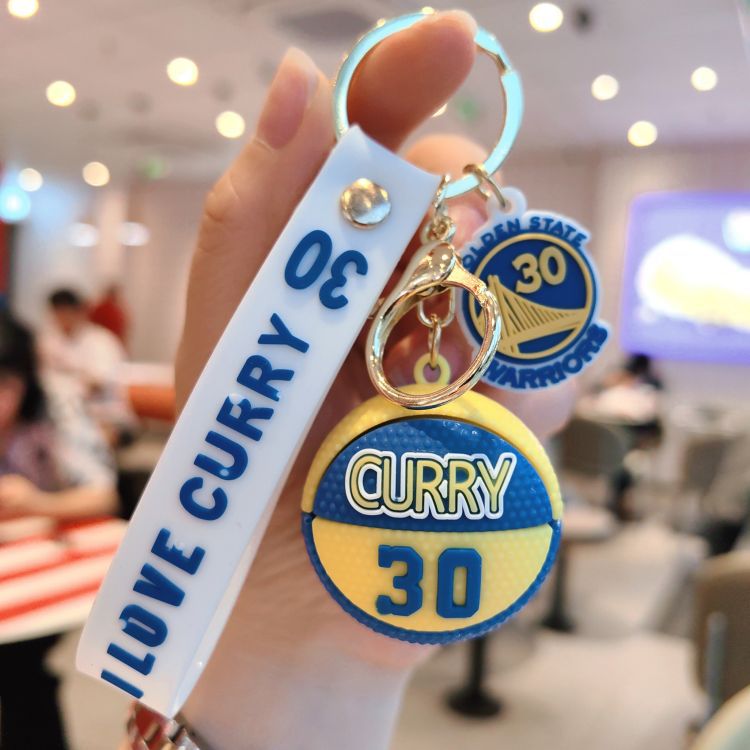 I LOVE CURRY 30
GOLDEN STATE
30
WARRIORS
CURRY
30